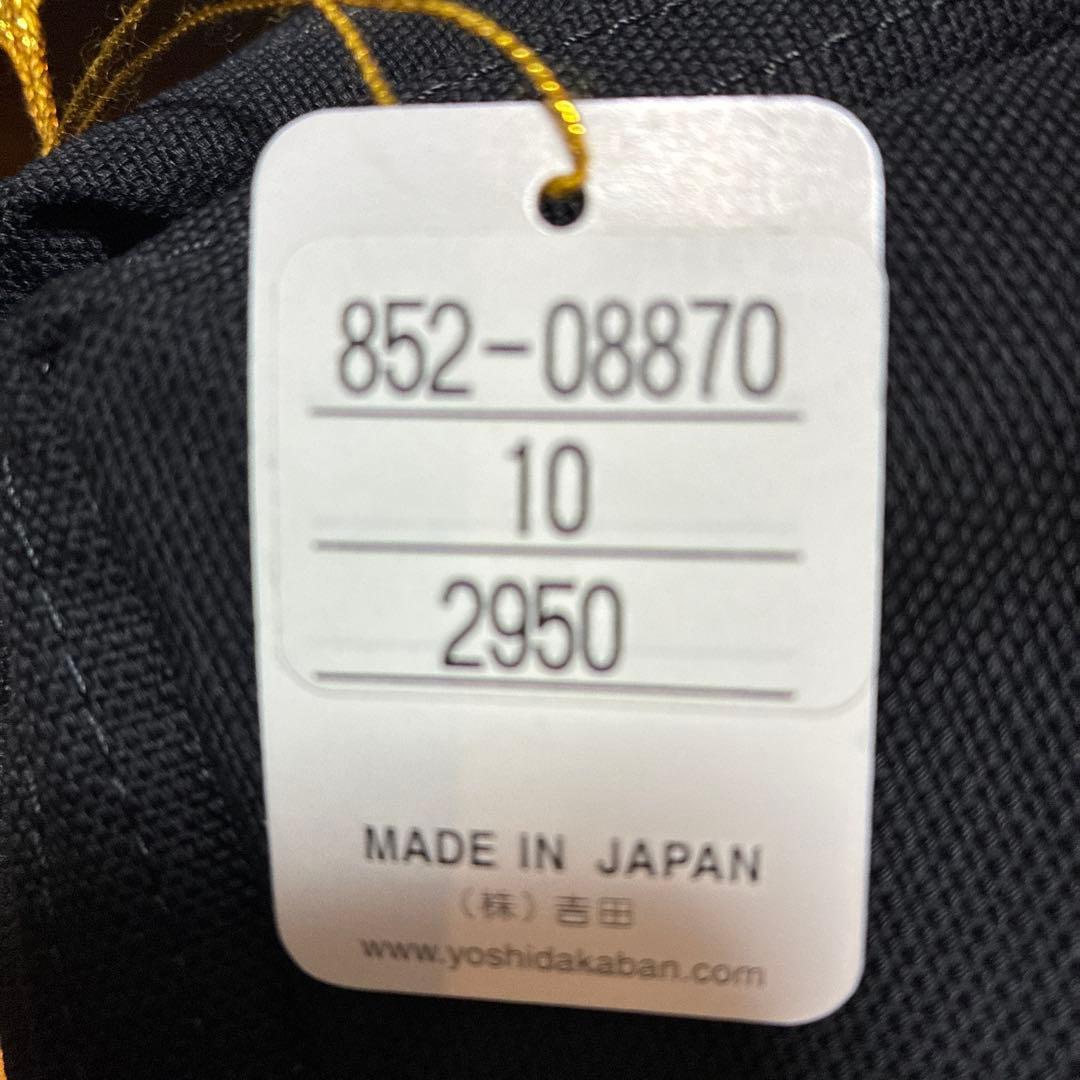 852-08870
10
2950
MADE IN JAPAN
(株)吉田
www.yoshidakaban.com